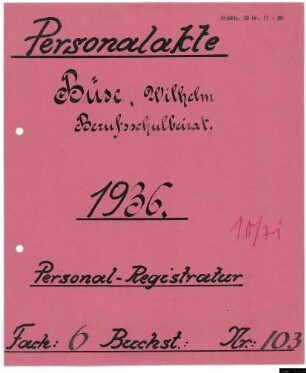 Personalakte
Büse, Wilhelm
Berufsschulbeirat.
1936.
10/71
Personal-Registratur
Fach: 6 Buchst.: Nr: 103